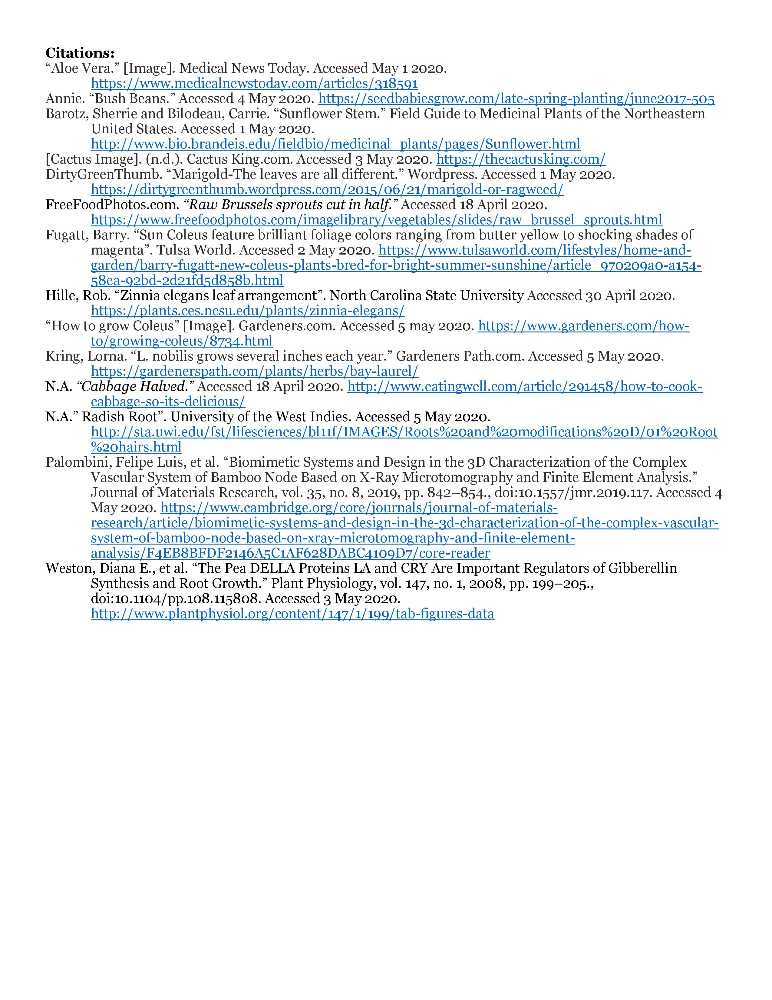 Citations:
“Aloe Vera.” [Image]. Medical News Today. Accessed May 1 2020.
https://www.medicalnewstoday.com/articles/318591
Annie. “Bush Beans.” Accessed 4 May 2020. https://seedbabiesgrow.com/late-spring-planting/june2017-505
Barotz, Sherrie and Bilodeau, Carrie. “Sunflower Stem.” Field Guide to Medicinal Plants of the Northeastern
United States. Accessed 1 May 2020.
http://www.bio.brandeis.edu/fieldbio/medicinal_plants/pages/Sunflower.html
[Cactus Image]. (n.d.). Cactus King.com. Accessed 3 May 2020. https://thecactusking.com/
DirtyGreenThumb. “Marigold-The leaves are all different.” Wordpress. Accessed 1 May 2020.
https://dirtygreenthumb.wordpress.com/2015/06/21/marigold-or-ragweed/
FreeFoodPhotos.com. “Raw Brussels sprouts cut in half.” Accessed 18 April 2020.
https://www.freefoodphotos.com/imagelibrary/vegetables/slides/raw_brussel_sprouts.html
Fugatt, Barry. “Sun Coleus feature brilliant foliage colors ranging from butter yellow to shocking shades of
magenta”. Tulsa World. Accessed 2 May 2020. https://www.tulsaworld.com/lifestyles/home-and-
garden/barry-fugatt-new-coleus-plants-bred-for-bright-summer-sunshine/article_970209a0-a154-
58ea-92bd-2d21fd5d858b.html
Hille, Rob. “Zinnia elegans leaf arrangement”. North Carolina State University Accessed 30 April 2020.
https://plants.ces.ncsu.edu/plants/zinnia-elegans/
“How to grow Coleus” [Image]. Gardeners.com. Accessed 5 may 2020. https://www.gardeners.com/how-
to/growing-coleus/8734.html
Kring, Lorna. “L. nobilis grows several inches each year.” Gardeners Path.com. Accessed 5 May 2020.
https://gardenerspath.com/plants/herbs/bay-laurel/
N.A. “Cabbage Halved.” Accessed 18 April 2020. http://www.eatingwell.com/article/291458/how-to-cook-
cabbage-so-its-delicious/
N.A.” Radish Root”. University of the West Indies. Accessed 5 May 2020.
http://sta.uwi.edu/fst/lifesciences/bl11f/IMAGES/Roots%20and%20modifications%20D/01%20Root
%20hairs.html
Palombini, Felipe Luis, et al. “Biomimetic Systems and Design in the 3D Characterization of the Complex
Vascular System of Bamboo Node Based on X-Ray Microtomography and Finite Element Analysis.”
Journal of Materials Research, vol. 35, no. 8, 2019, pp. 842–854., doi:10.1557/jmr.2019.117. Accessed 4
May 2020. https://www.cambridge.org/core/journals/journal-of-materials-
research/article/biomimetic-systems-and-design-in-the-3d-characterization-of-the-complex-vascular-
system-of-bamboo-node-based-on-xray-microtomography-and-finite-element-
analysis/F4EB8BFDF2146A5C1AF628DABC4109D7/core-reader
Weston, Diana E., et al. “The Pea DELLA Proteins LA and CRY Are Important Regulators of Gibberellin
Synthesis and Root Growth.” Plant Physiology, vol. 147, no. 1, 2008, pp. 199–205.,
doi:10.1104/pp.108.115808. Accessed 3 May 2020.
http://www.plantphysiol.org/content/147/1/199/tab-figures-data